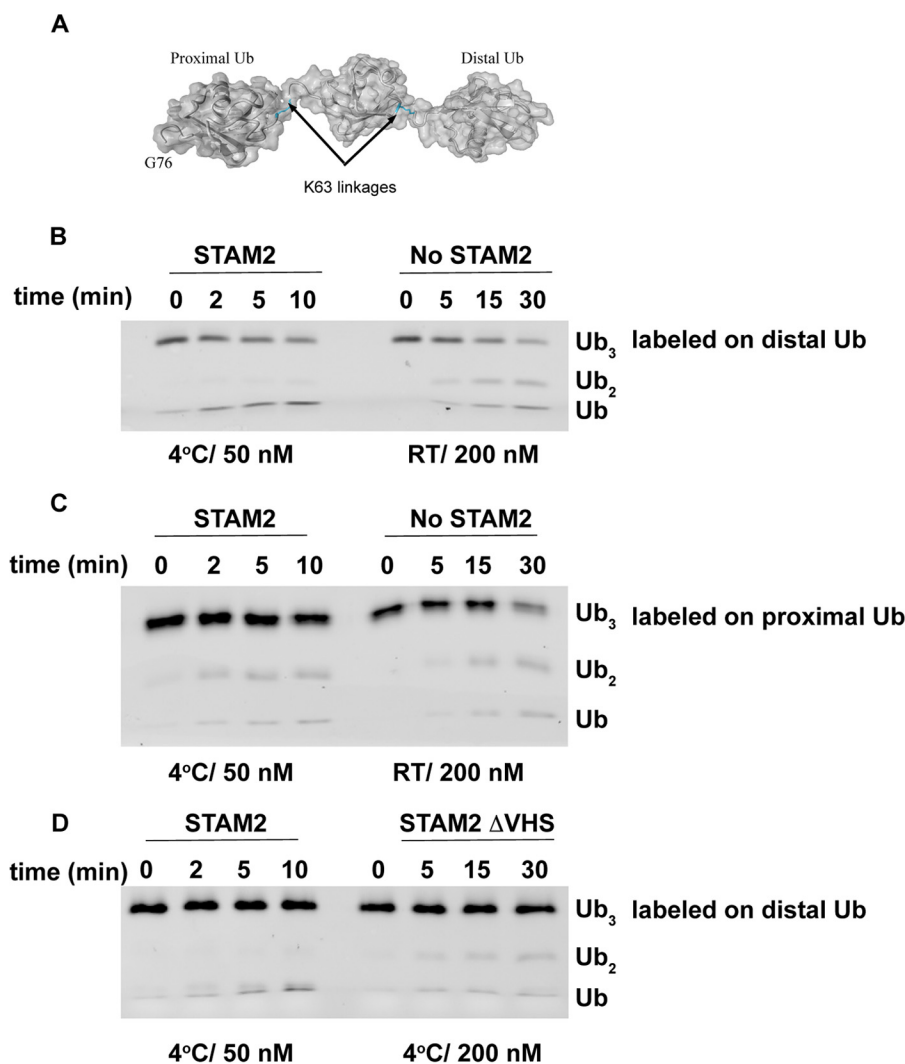 A
Proximal Ub
Distal Ub
G76
K63 linkages
B
STAM2
No STAM2
time (min) 0 2 5 10 0 5 15 30
Ub3 labeled on distal Ub
Ub2
Ub
4oC/ 50 nM
RT/ 200 nM
C
STAM2
No STAM2
time (min) 0 2 5 10 0 5 15 30
Ub3 labeled on proximal Ub
Ub2
Ub
4oC/ 50 nM
RT/ 200 nM
D
STAM2
STAM2 ΔVHS
time (min) 0 2 5 10 0 5 15 30
Ub3 labeled on distal Ub
Ub2
Ub
4oC/ 50 nM
4oC/ 200 nM